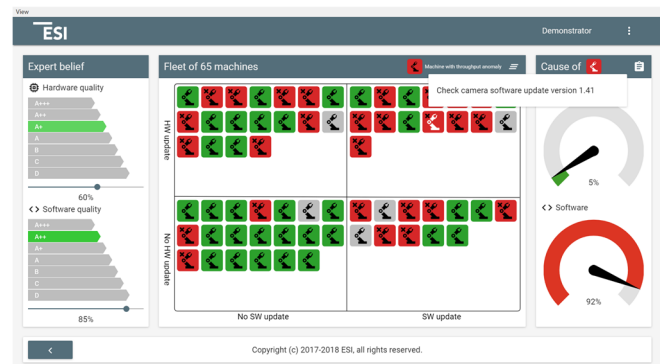 View
ESI
Demonstrator
Expert belief
Hardware quality
A+++
A++
A+
A
B
C
D
60%
Software quality
A+++
A++
A+
A
B
C
D
85%
Fleet of 65 machines
Machine with throughput anomaly
HW update
No HW update
No SW update
SW update
Cause of
Check camera software update version 1.41
5%
Software
92%
Copyright (c) 2017-2018 ESI, all rights reserved.